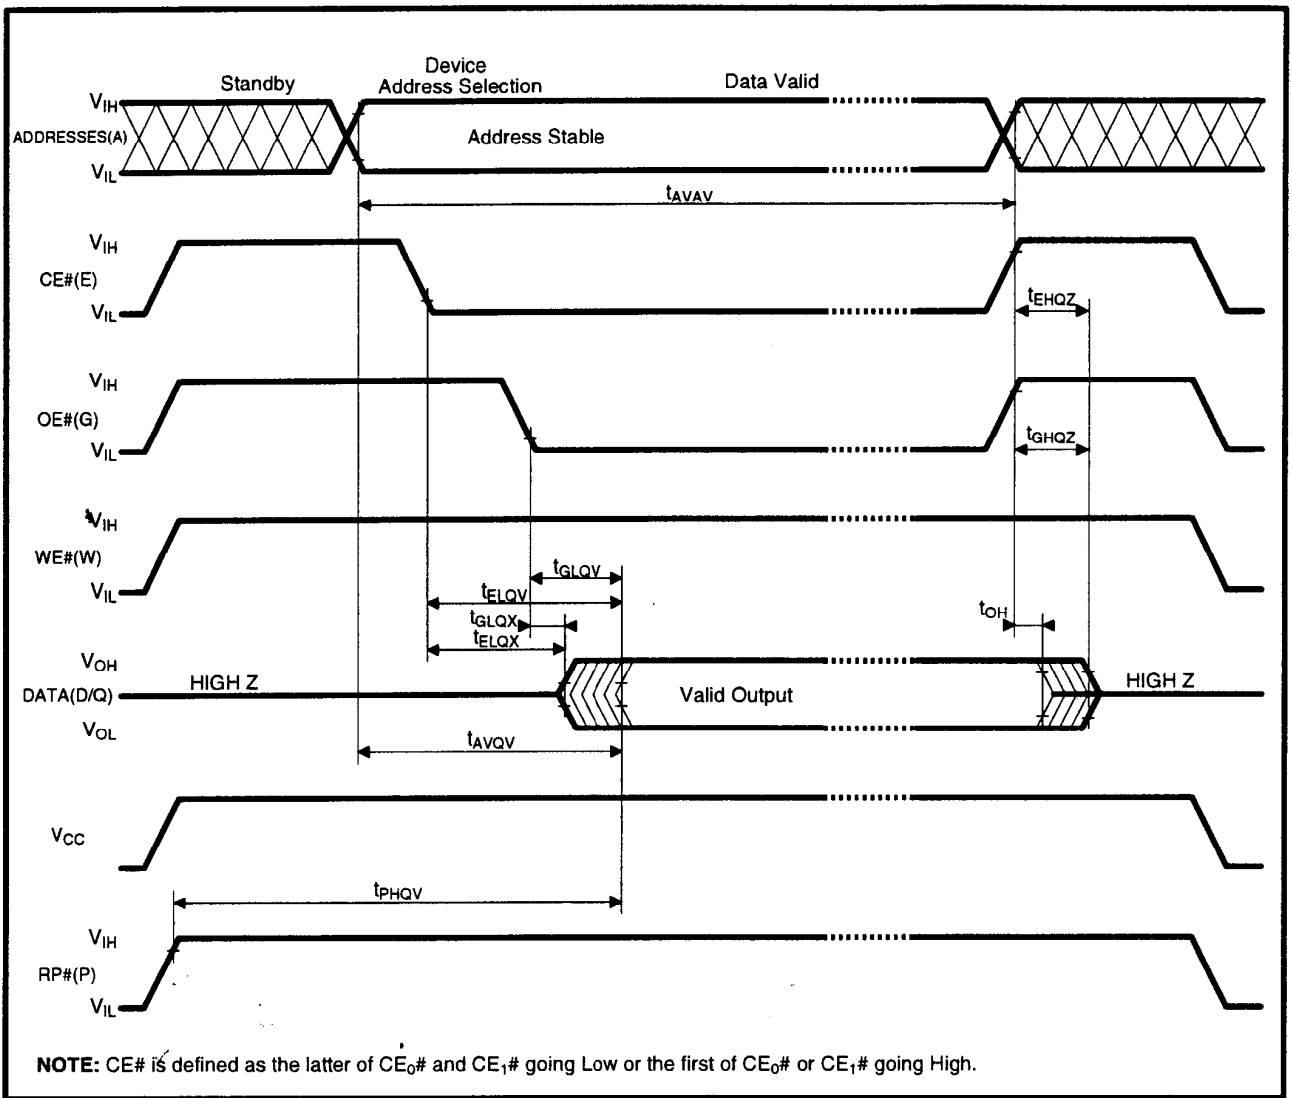 Standby
Device
Address Selection
Data Valid
VIH
ADDRESSES(A)
Address Stable
VIL
tAVAV
VIH
CE#(E)
VIL
tEHQZ
VIH
OE#(G)
VIL
tGHQZ
VIH
WE#(W)
VIL
tGLQV
tELQV
tGLQX
tELQX
tOH
VOH
DATA(D/Q)
HIGH Z
Valid Output
HIGH Z
VOL
tAVQV
VCC
tPHQV
VIH
RP#(P)
VIL
NOTE: CE# is defined as the latter of CE0# and CE1# going Low or the first of CE0# or CE1# going High.